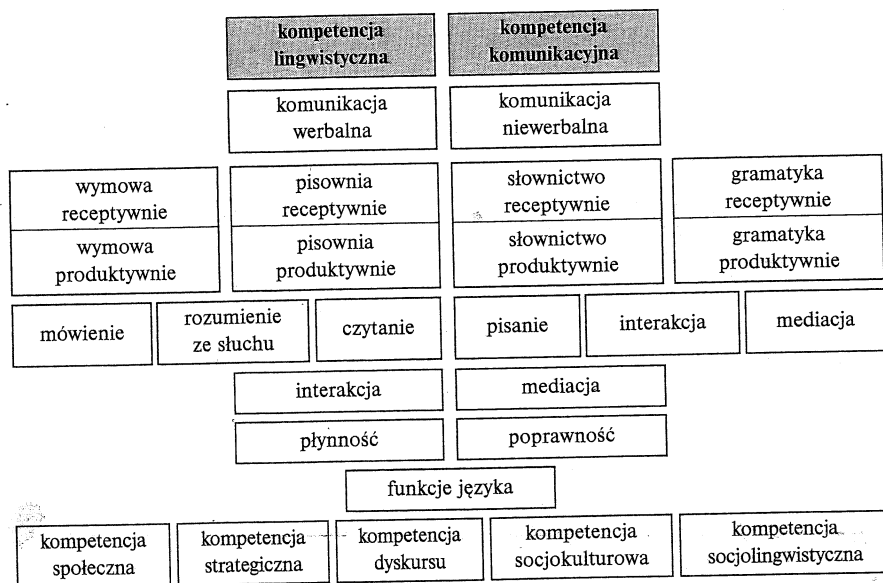 kompetencja
lingwistyczna
kompetencja
komunikacyjna
komunikacja
werbalna
komunikacja
niewerbalna
wymowa
receptywnie
pisownia
receptywnie
słownictwo
receptywnie
gramatyka
receptywnie
wymowa
produktywnie
pisownia
produktywnie
słownictwo
produktywnie
gramatyka
produktywnie
mówienie
rozumienie
ze słuchu
czytanie
pisanie
interakcja
mediacja
interakcja
mediacja
płynność
poprawność
funkcje języka
kompetencja
społeczna
kompetencja
strategiczna
kompetencja
dyskursu
kompetencja
socjokulturowa
kompetencja
socjolingwistyczna